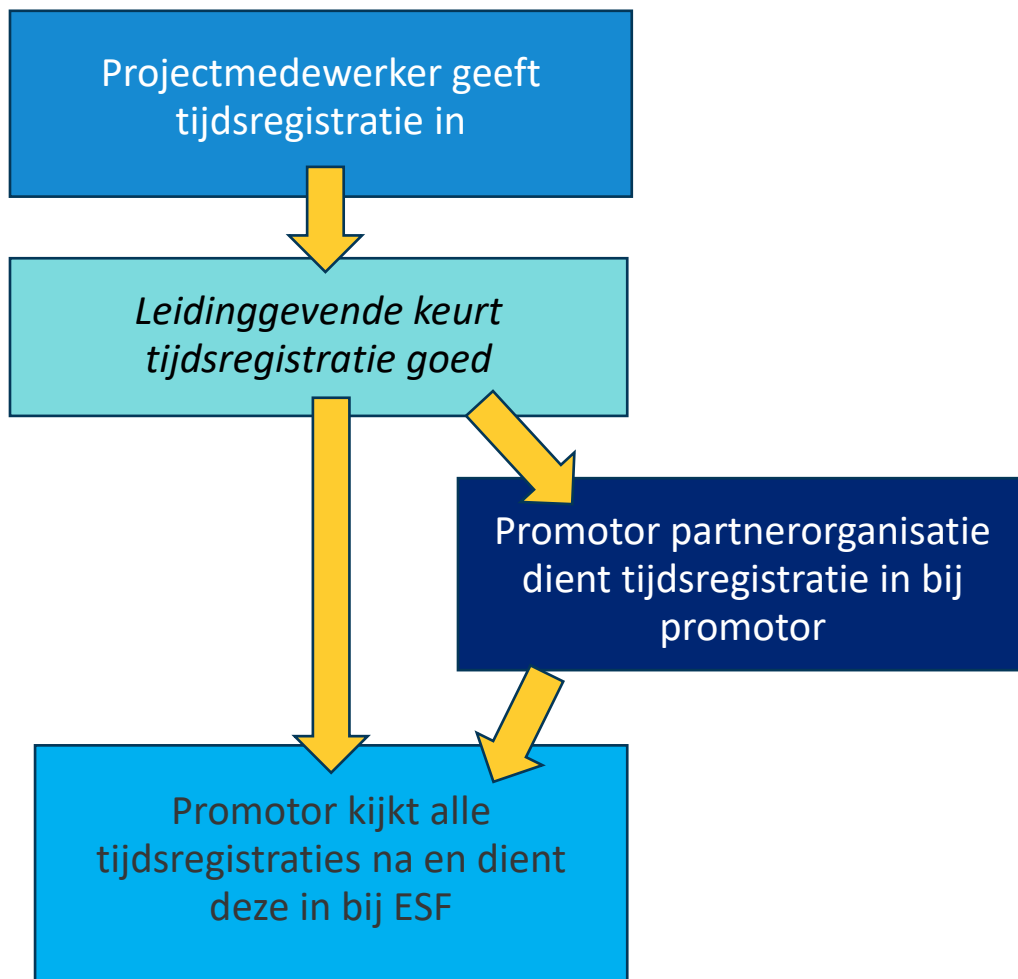 Projectmedewerker geeft
tijdsregistratie in
Leidinggevende keurt
tijdsregistratie goed
Promotor partnerorganisatie
dient tijdsregistratie in bij
promotor
Promotor kijkt alle
tijdsregistraties na en dient
deze in bij ESF